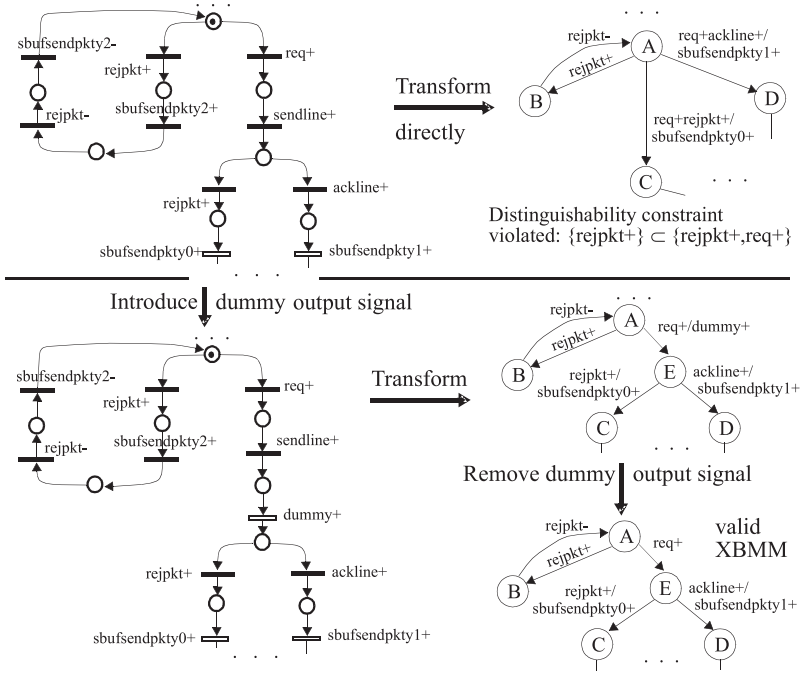 . . .
sbufsendpkty2-
rejpkt+
req+
sbufsendpkty2+
rejpkt-
sendline+
rejpkt+
ackline+
sbufsendpkty0+
sbufsendpkty1+
. . .
Transform
directly
. . .
rejpkt-
rejpkt+
A
req+ackline+/
sbufsendpkty1+
B
D
req+rejpkt+/
sbufsendpkty0+
C
. . .
Distinguishability constraint
violated: {rejpkt+} ⊂ {rejpkt+,req+}
Introduce dummy output signal
. . .
sbufsendpkty2-
rejpkt+
req+
sbufsendpkty2+
rejpkt-
sendline+
dummy+
rejpkt+
ackline+
sbufsendpkty0+
sbufsendpkty1+
. . .
Transform
. . .
rejpkt-
rejpkt+
A
req+/dummy+
B
E
rejpkt+/
sbufsendpkty0+
ackline+/
sbufsendpkty1+
C
D
. . .
Remove dummy output signal
rejpkt-
rejpkt+
A
req+
valid
XBMM
B
E
rejpkt+/
sbufsendpkty0+
ackline+/
sbufsendpkty1+
C
D
. . .